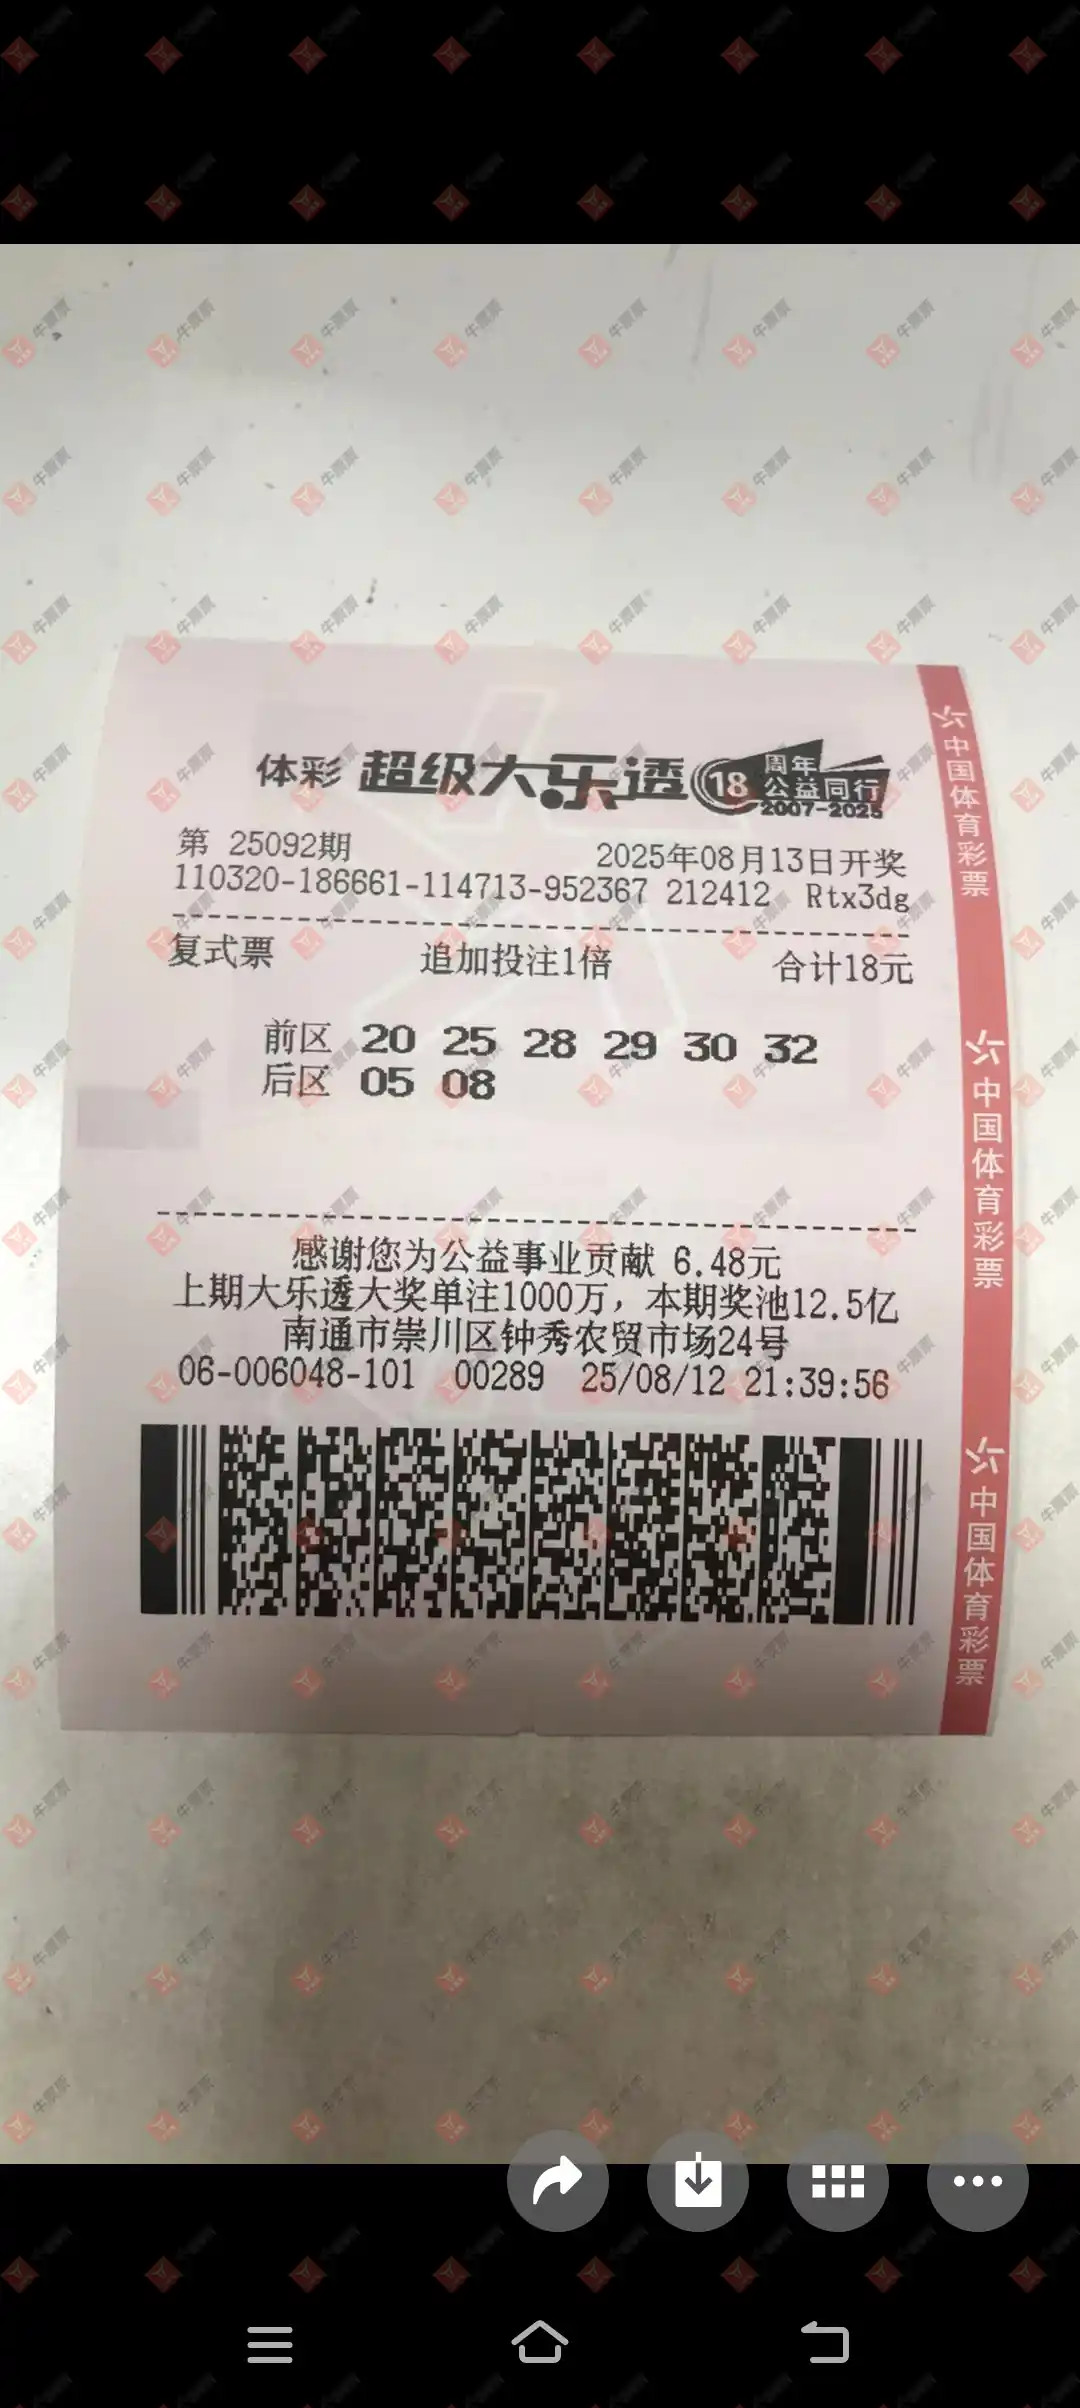 体彩 超级大乐透 18 周年 公益同行 2007-2025
第 25092期 2025年08月13日开奖
110320-186661-114713-952367 212412 Rtx3dg
复式票 追加投注1倍 合计18元
前区 20 25 28 29 30 32
后区 05 08
感谢您为公益事业贡献 6.48元
上期大乐透大奖单注1000万，本期奖池12.5亿
南通市崇川区钟秀农贸市场24号
06-006048-101 00289 25/08/12 21:39:56
中国体育彩票
中国体育彩票
中国体育彩票
牛票票